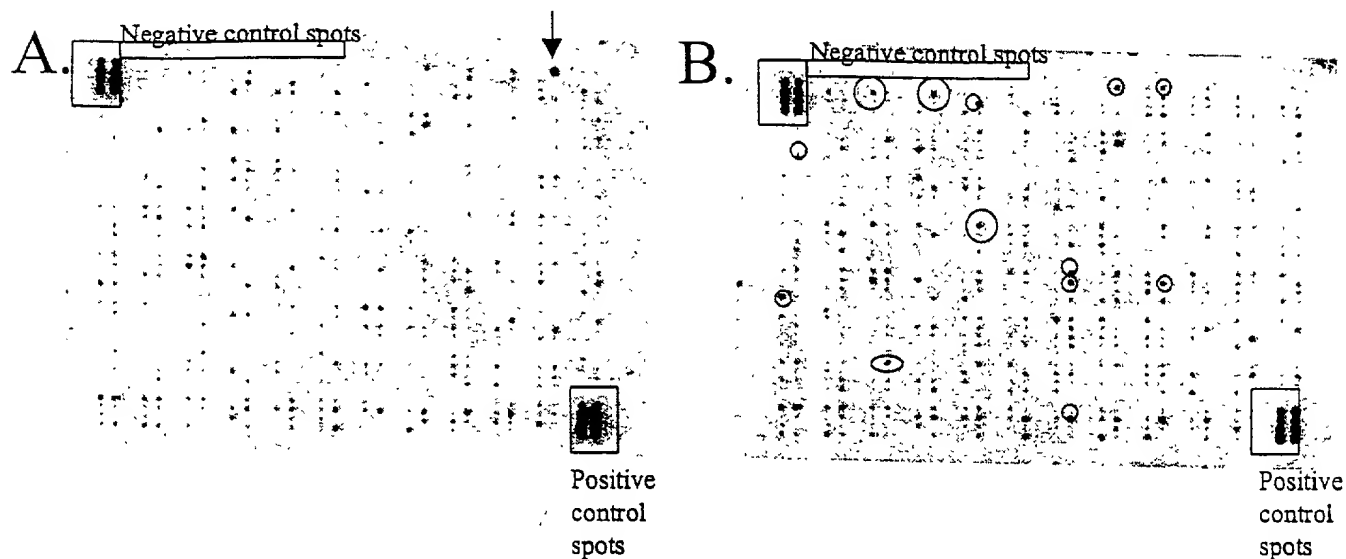 A.
Negative control spots
Positive
control
spots
B.
Negative control spots
Positive
control
spots